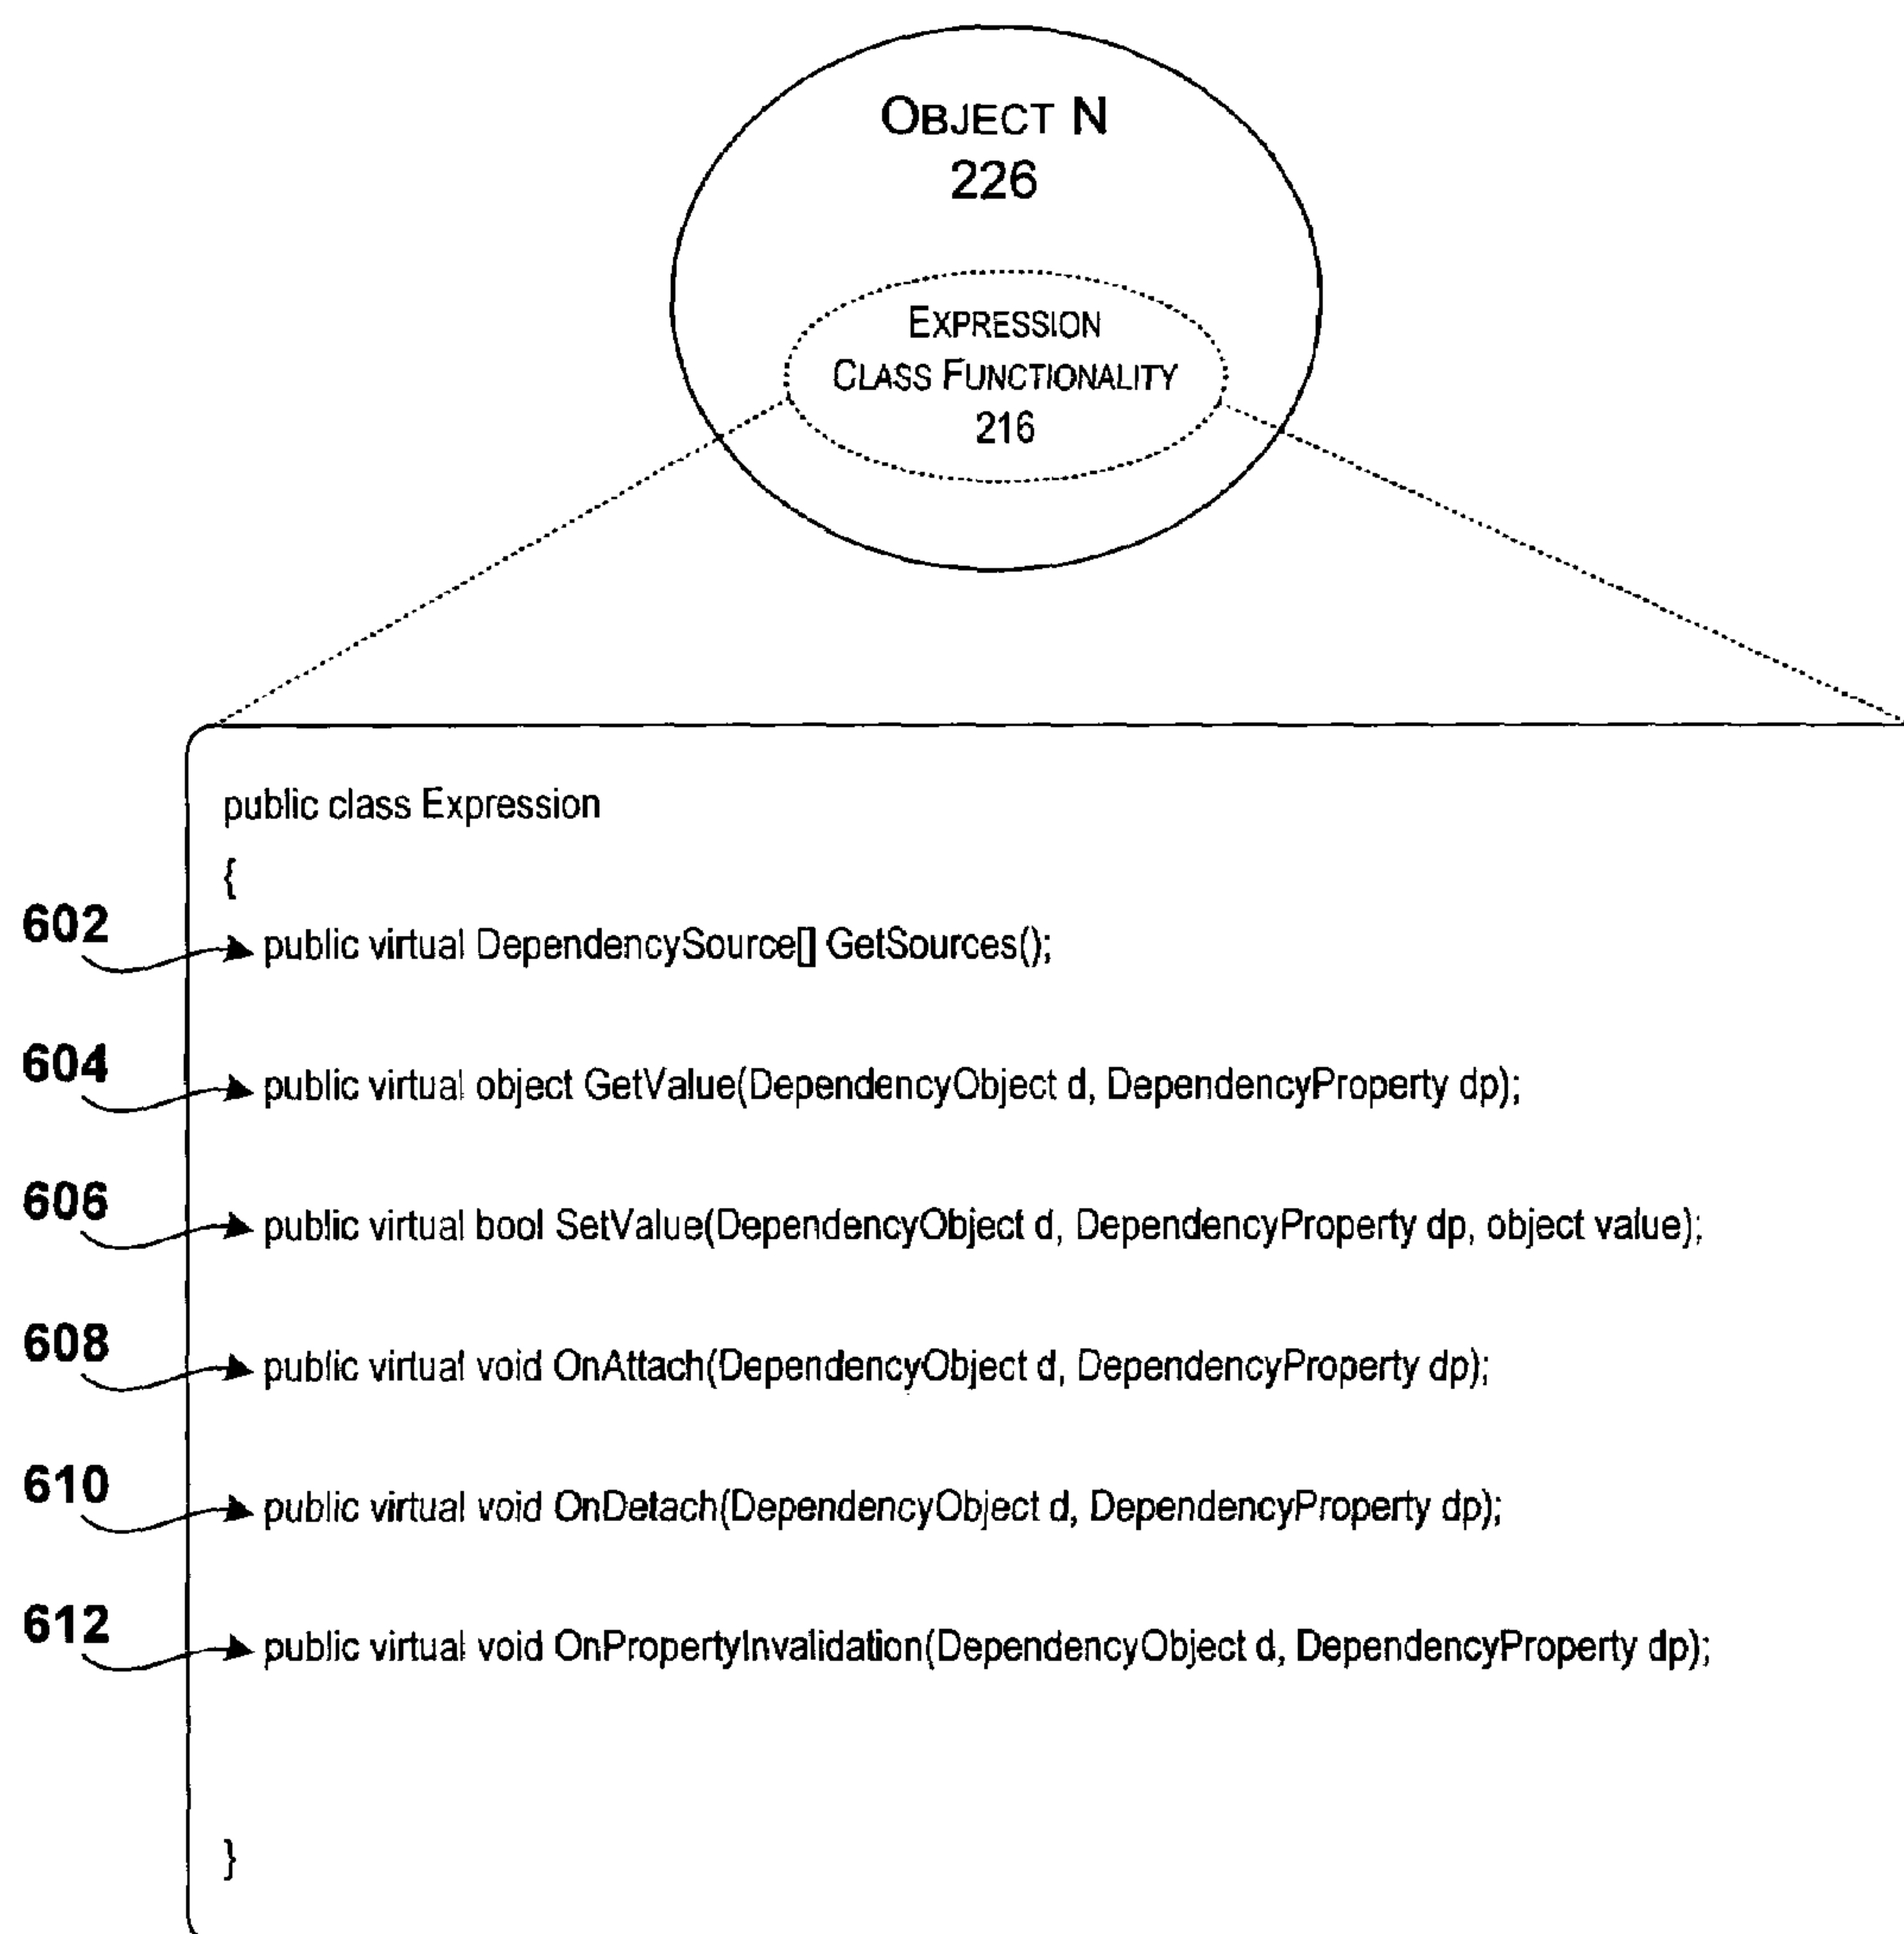 OBJECT N
226
EXPRESSION
CLASS FUNCTIONALITY
216
public class Expression
{
602
public virtual DependencySource[] GetSources();
604
public virtual object GetValue(DependencyObject d, DependencyProperty dp);
606
public virtual bool SetValue(DependencyObject d, DependencyProperty dp, object value);
608
public virtual void OnAttach(DependencyObject d, DependencyProperty dp);
610
public virtual void OnDetach(DependencyObject d, DependencyProperty dp);
612
public virtual void OnPropertyInvalidation(DependencyObject d, DependencyProperty dp);
}